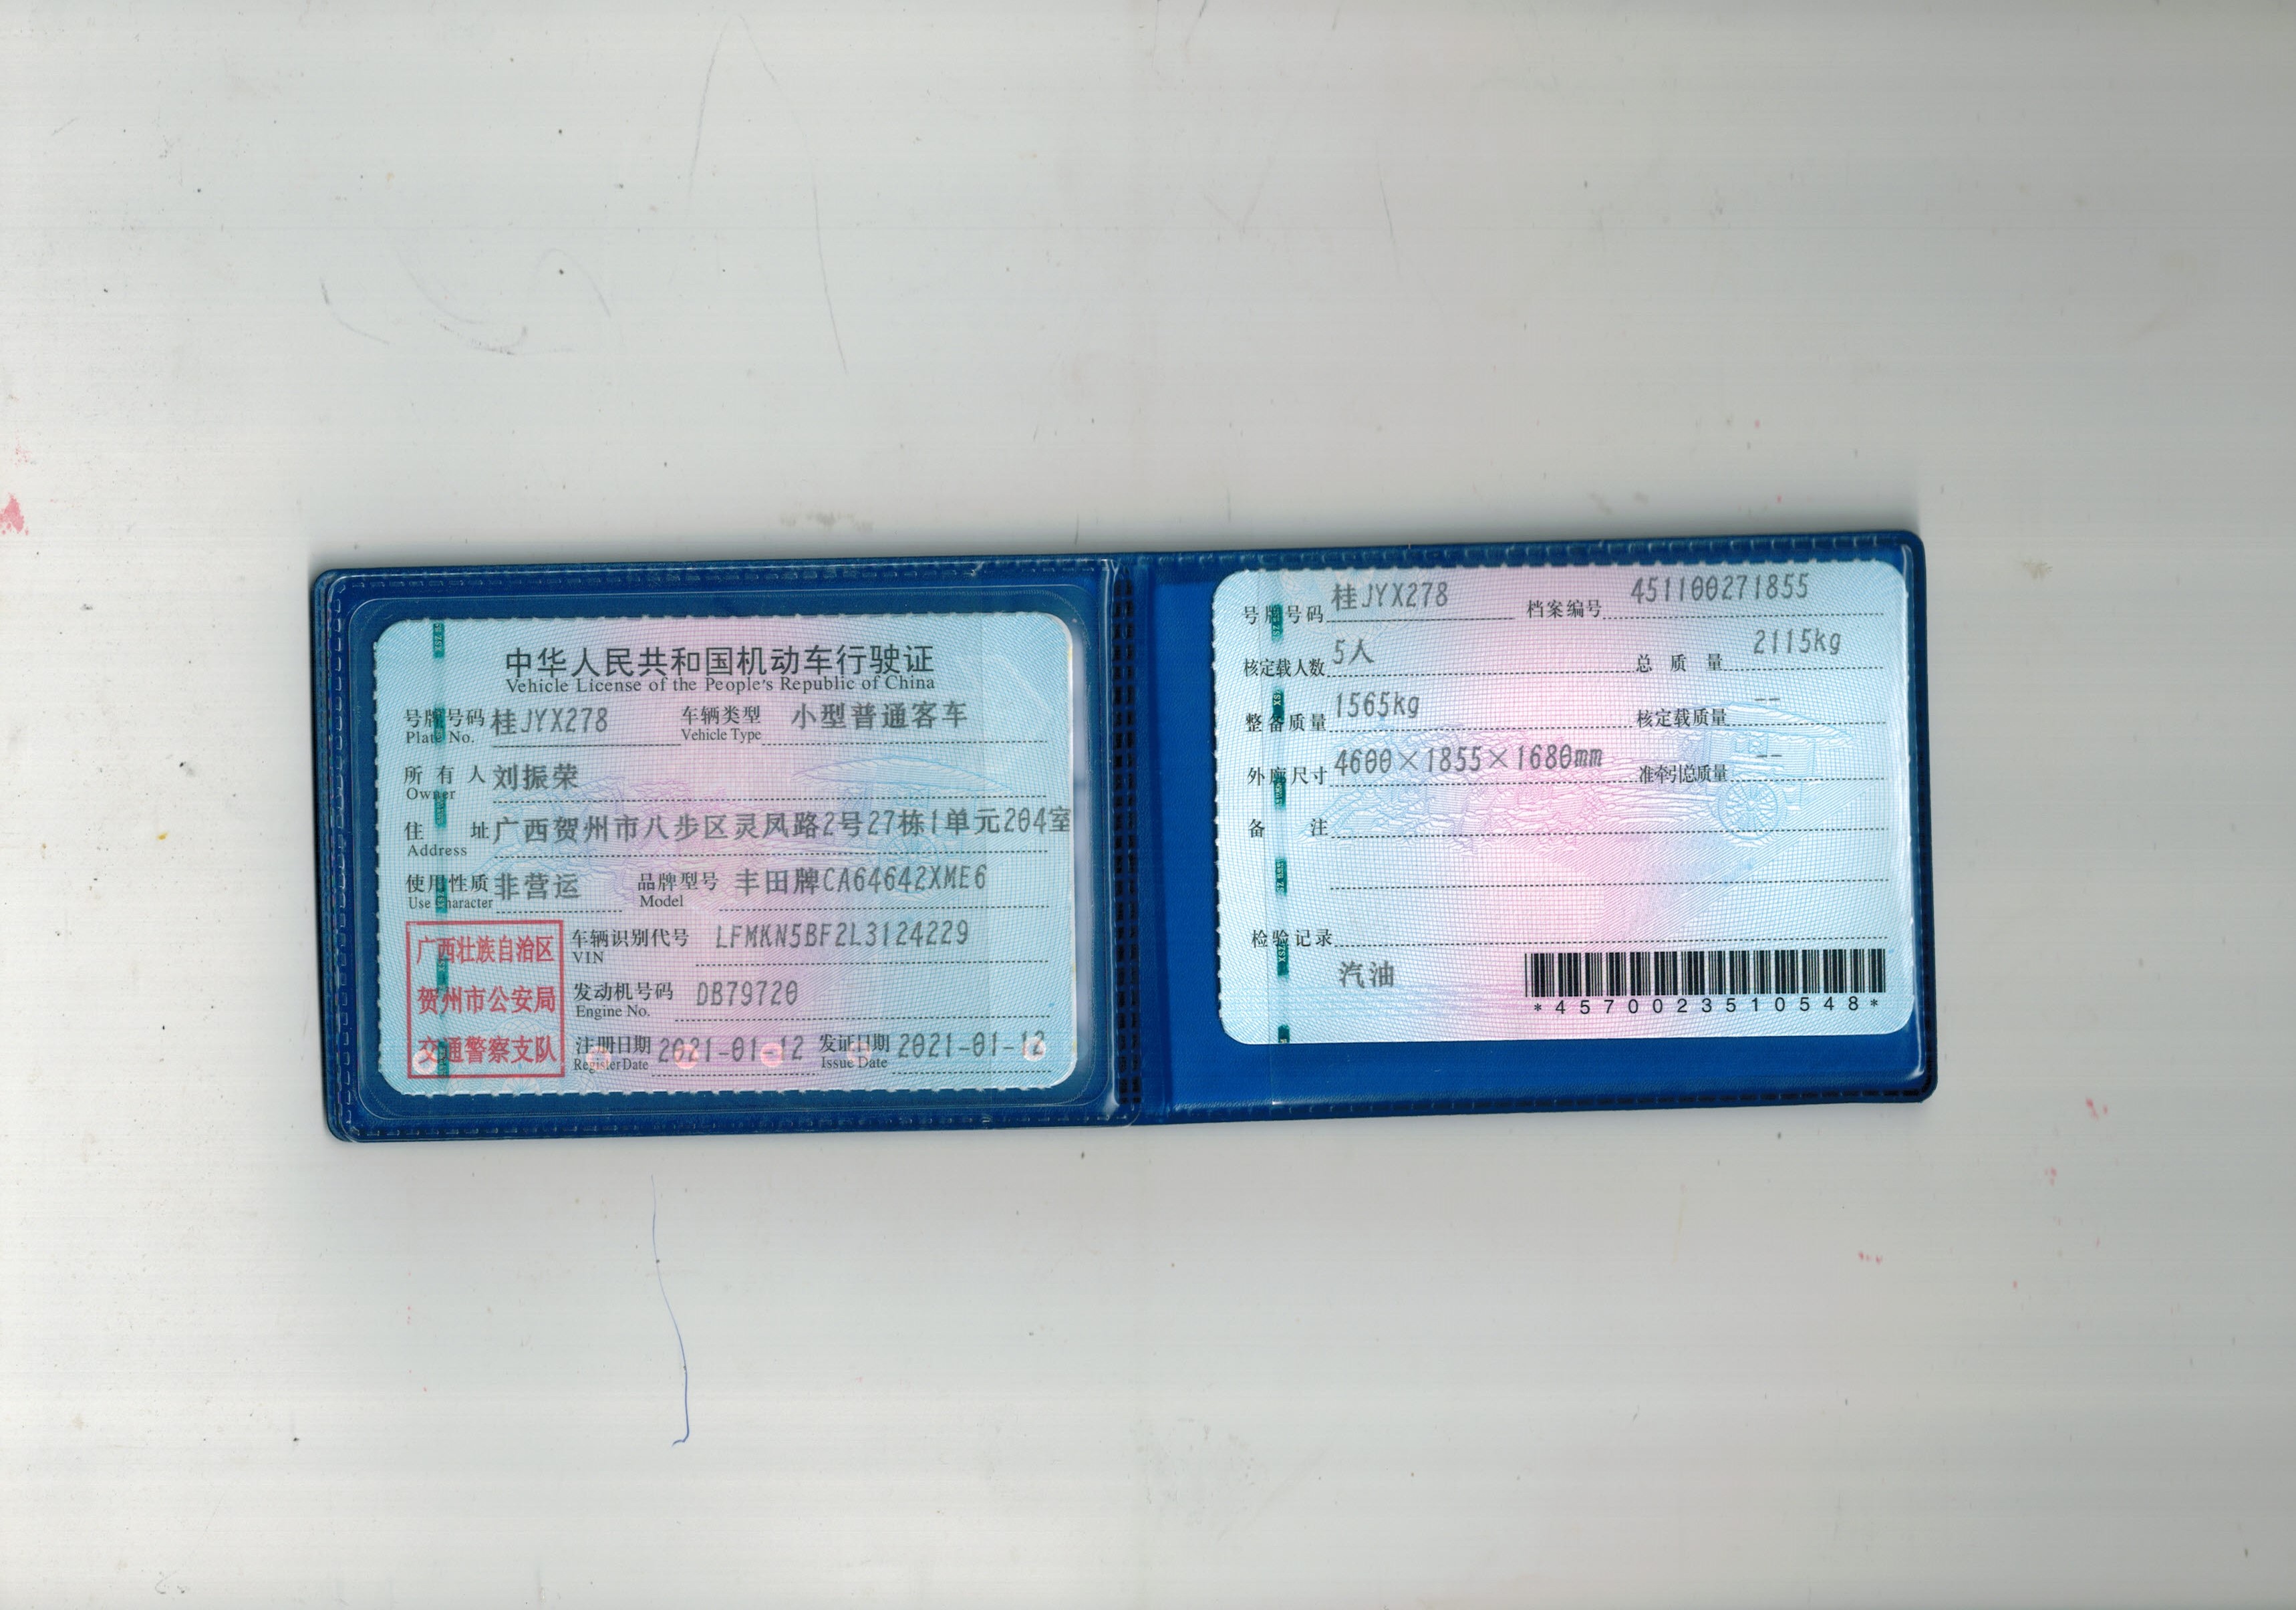 中华人民共和国机动车行驶证
Vehicle License of the People's Republic of China
号牌号码 桂JYX278 车辆类型 小型普通客车
Plate No. Vehicle Type
所有人 刘振荣
Owner
住址 广西贺州市八步区灵凤路2号27栋1单元204室
Address
使用性质 非营运 品牌型号 丰田牌CA64642XME6
Use Character Model
广西壮族自治区
贺州市公安局
交通警察支队
车辆识别代号 LFMKN5BF2L3124229
VIN
发动机号码 DB79720
Engine No.
注册日期 2021-01-12 发证日期 2021-01-12
Register Date Issue Date
号牌号码 桂JYX278 档案编号 451100271855
核定载人数 5人 总质量 2115kg
整备质量 1565kg 核定载质量 --
外廓尺寸 4600×1855×1680mm 准牵引总质量 --
备注
检验记录
汽油
*4570023510548*